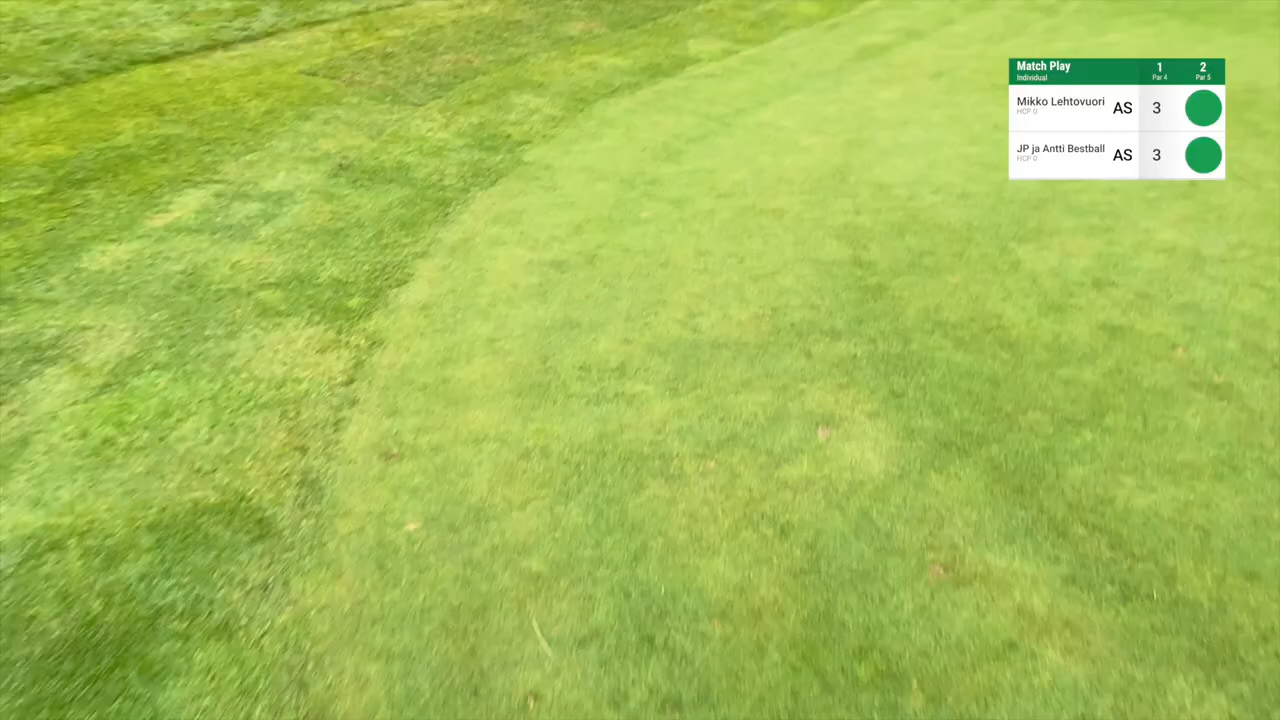 Match Play 1 2
Individual Par 4 Par 5
Mikko Lehtovuori AS 3
HCP 0
JP ja Antti Bestball AS 3
HCP 0